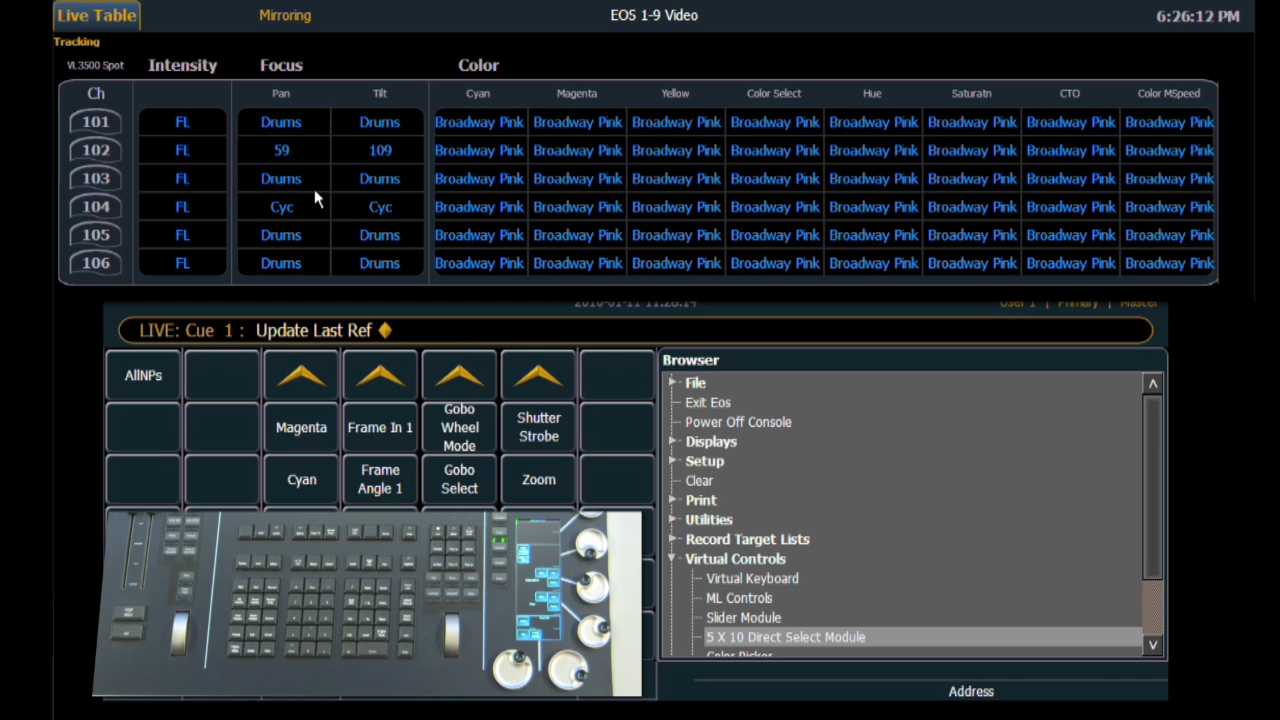 Live Table Mirroring EOS 1-9 Video 6:26:12 PM
Tracking
VL3500 Spot Intensity Focus Color
Ch Pan Tilt Cyan Magenta Yellow Color Select Hue Saturatn CTO Color MSpeed
101 FL Drums Drums Broadway Pink Broadway Pink Broadway Pink Broadway Pink Broadway Pink Broadway Pink Broadway Pink Broadway Pink
102 FL 59 109 Broadway Pink Broadway Pink Broadway Pink Broadway Pink Broadway Pink Broadway Pink Broadway Pink Broadway Pink
103 FL Drums Drums Broadway Pink Broadway Pink Broadway Pink Broadway Pink Broadway Pink Broadway Pink Broadway Pink Broadway Pink
104 FL Cyc Cyc Broadway Pink Broadway Pink Broadway Pink Broadway Pink Broadway Pink Broadway Pink Broadway Pink Broadway Pink
105 FL Drums Drums Broadway Pink Broadway Pink Broadway Pink Broadway Pink Broadway Pink Broadway Pink Broadway Pink Broadway Pink
106 FL Drums Drums Broadway Pink Broadway Pink Broadway Pink Broadway Pink Broadway Pink Broadway Pink Broadway Pink Broadway Pink
User 1 | Primary | Master
LIVE: Cue 1 : Update Last Ref
AllNPs
Magenta
Frame In 1
Gobo
Wheel
Mode
Shutter
Strobe
Cyan
Frame
Angle 1
Gobo
Select
Zoom
Browser
File
Exit Eos
Power Off Console
Displays
Setup
Clear
Print
Utilities
Record Target Lists
Virtual Controls
Virtual Keyboard
ML Controls
Slider Module
5 X 10 Direct Select Module
Color Picker
Address